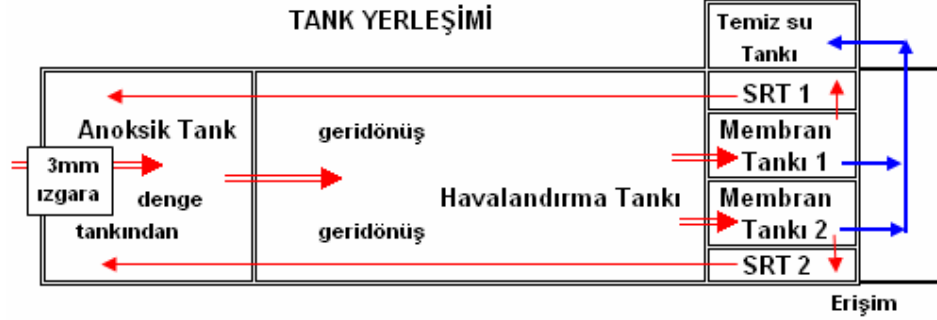 TANK YERLEŞİMİ
Temiz su
Tankı
SRT 1
Anoksik Tank
geridönüş
Membran
Tankı 1
3mm
ızgara
denge
tankından
Havalandırma Tankı
Membran
Tankı 2
geridönüş
SRT 2
Erişim